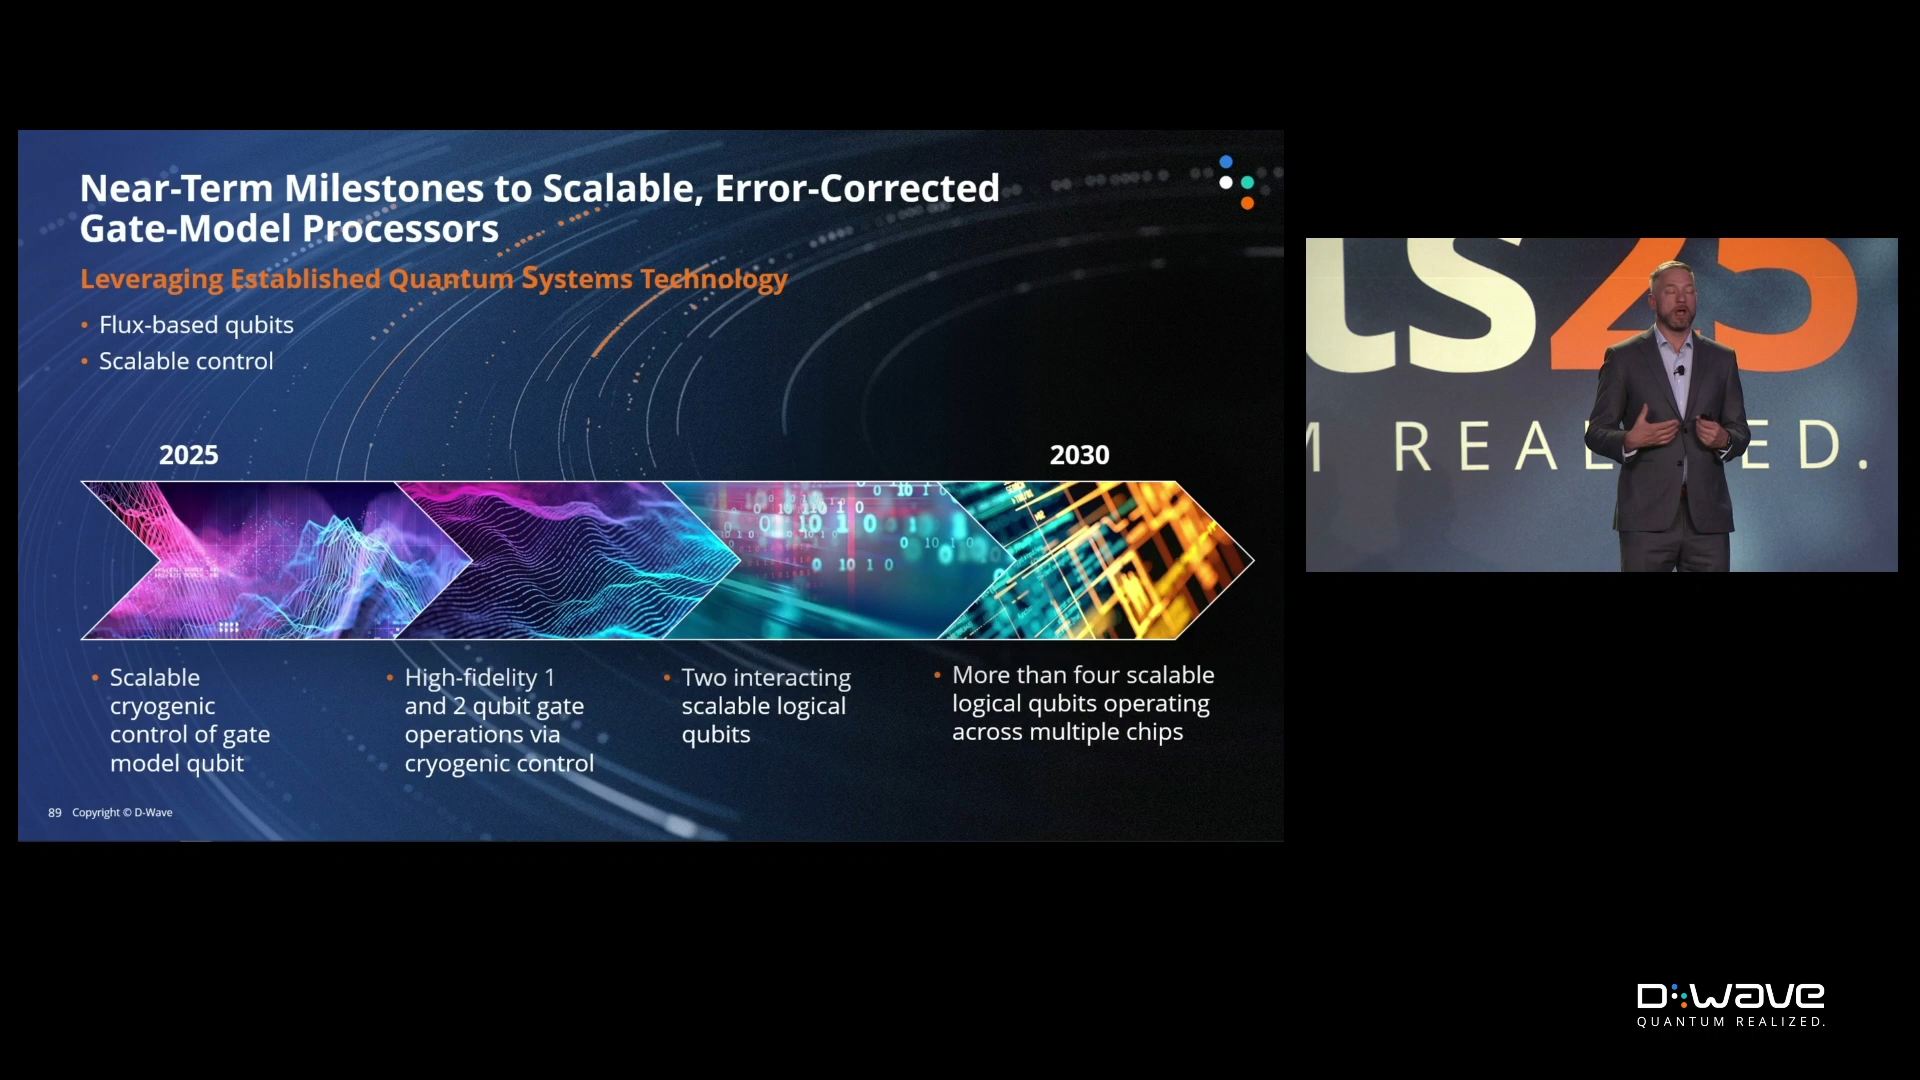 Near-Term Milestones to Scalable, Error-Corrected
Gate-Model Processors
Leveraging Established Quantum Systems Technology
• Flux-based qubits
• Scalable control
2025
2030
• Scalable
cryogenic
control of gate
model qubit
• High-fidelity 1
and 2 qubit gate
operations via
cryogenic control
• Two interacting
scalable logical
qubits
• More than four scalable
logical qubits operating
across multiple chips
89 Copyright © D-Wave
ts25
M REAL ED.
D:Wave
QUANTUM REALIZED.